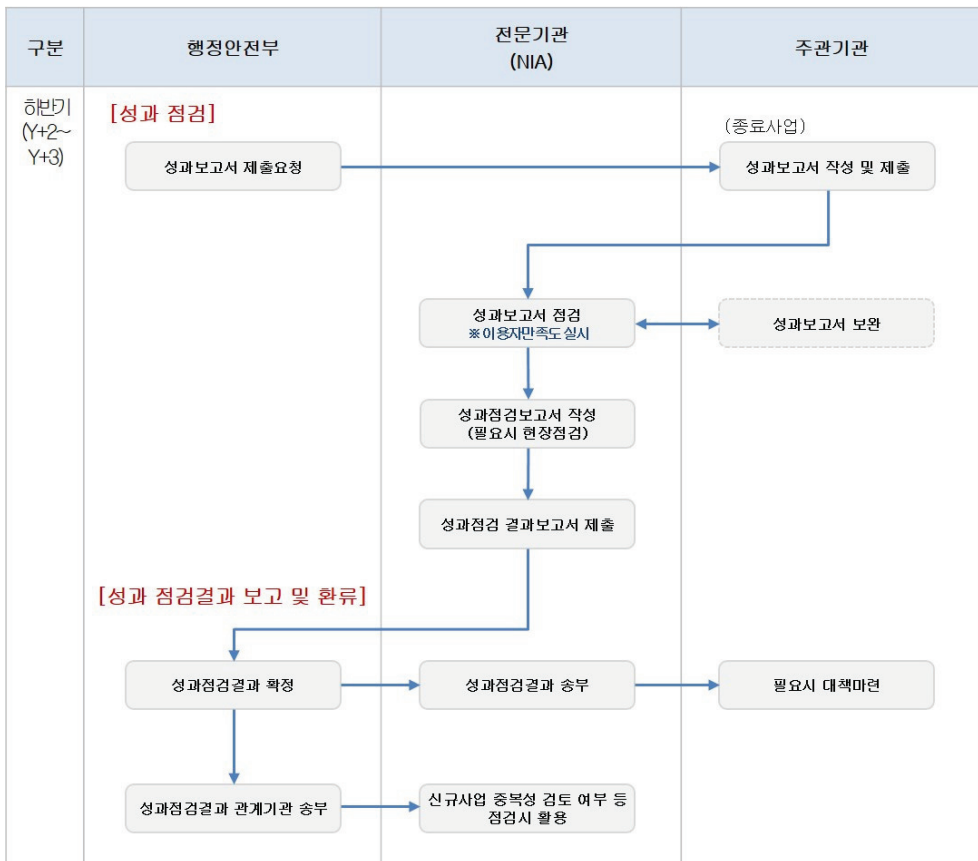 구분
행정안전부
전문기관
(NIA)
주관기관
하반기
(Y+2~
Y+3)
[성과 점검]
(종료사업)
성과보고서 제출요청
성과보고서 작성 및 제출
성과보고서 점검
※이용자만족도 실시
성과보고서 보완
성과점검보고서 작성
(필요시 현장점검)
성과점검 결과보고서 제출
[성과 점검결과 보고 및 환류]
성과점검결과 확정
성과점검결과 송부
필요시 대책마련
성과점검결과 관계기관 송부
신규사업 중복성 검토 여부 등
점검시 활용